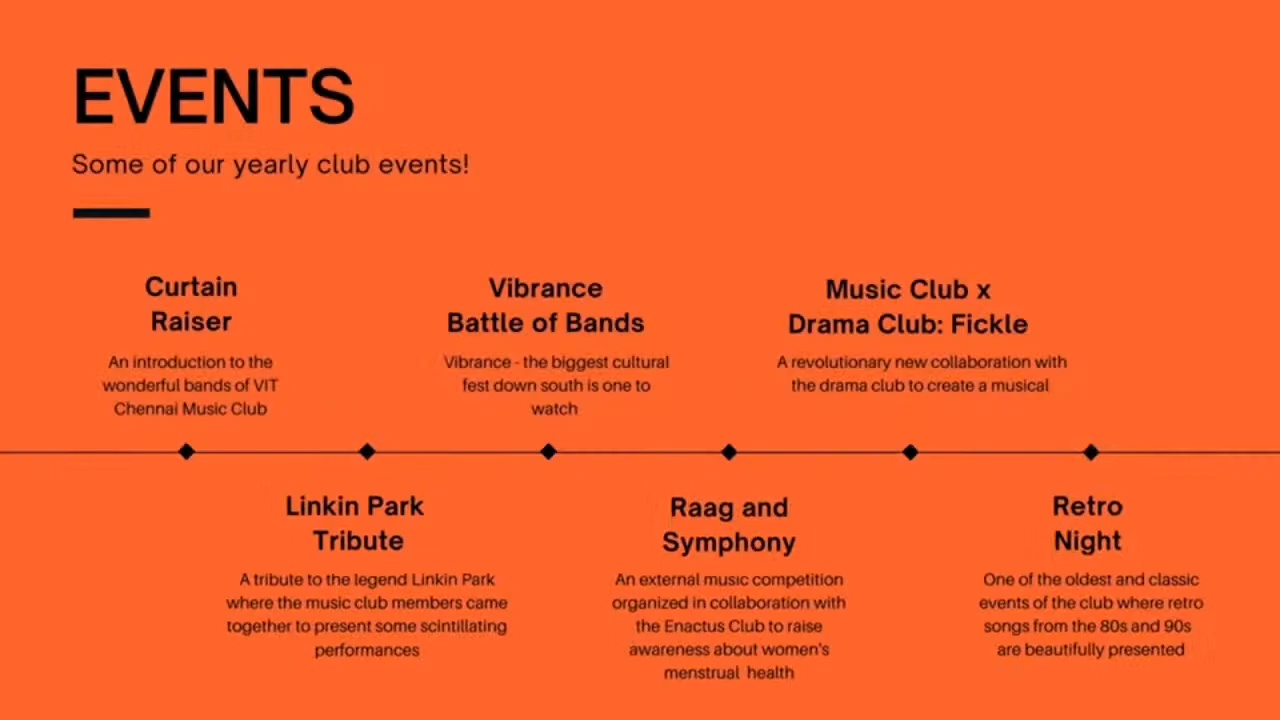 EVENTS
Some of our yearly club events!
Curtain
Raiser
An introduction to the
wonderful bands of VIT
Chennai Music Club
Vibrance
Battle of Bands
Vibrance - the biggest cultural
fest down south is one to
watch
Music Club x
Drama Club: Fickle
A revolutionary new collaboration with
the drama club to create a musical
Linkin Park
Tribute
A tribute to the legend Linkin Park
where the music club members came
together to present some scintillating
performances
Raag and
Symphony
An external music competition
organized in collaboration with
the Enactus Club to raise
awareness about women's
menstrual health
Retro
Night
One of the oldest and classic
events of the club where retro
songs from the 80s and 90s
are beautifully presented